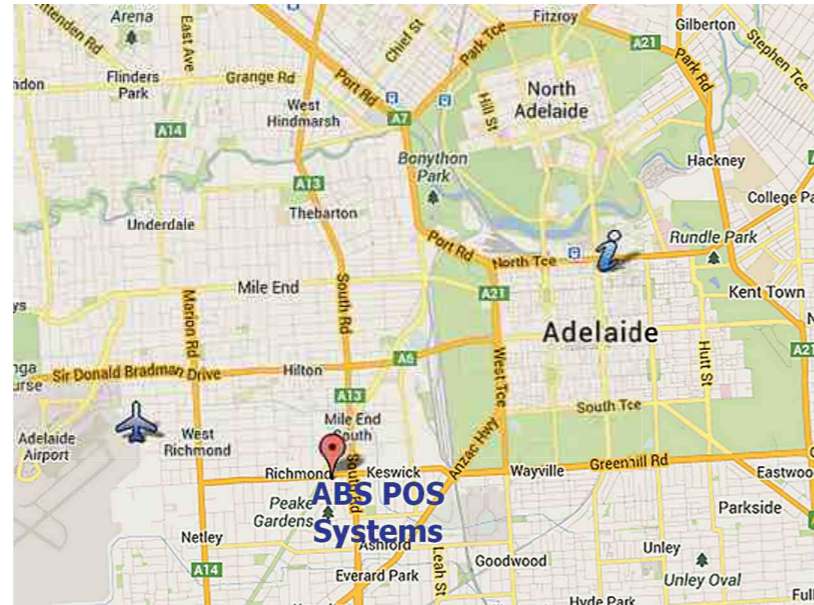 Arena
East Ave
Fitzroy
Gilberton
Chief St
Park Tce
A21
Stephen Tce
Flinders
Park
Grange Rd
Port Rd
North
Adelaide
Park Rd
West
Hindmarsh
Hill St
A7
A14
Bonython
Park
Hackney
A13
College
Underdale
Thebarton
Rundle Park
Port Rd
North Tce
Mile End
South Rd
A21
Kent Town
Marion Rd
Adelaide
A21
Hutt St
West Tce
A6
Hilton
Sir Donald Bradman Drive
A13
South Tce
Mile End
South
Adelaide
Airport
West
Richmond
Anzac Hwy
Richmond
Keswick
Wayville
Greenhill Rd
South Rd
ABS POS
Systems
Peake
Gardens
Parkside
Netley
Ashford
Leah St
Goodwood
Unley
A14
Everard Park
Unley Oval
Hyde Park